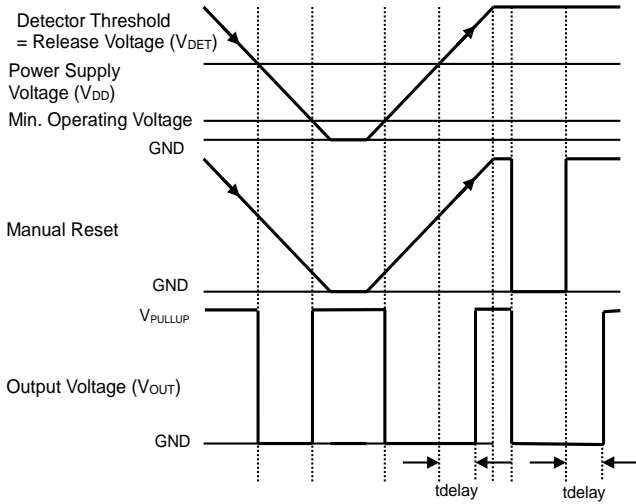 Detector Threshold
= Release Voltage (VDET)
Power Supply
Voltage (VDD)
Min. Operating Voltage
GND
Manual Reset
GND
VPULLUP
Output Voltage (VOUT)
GND
tdelay
tdelay